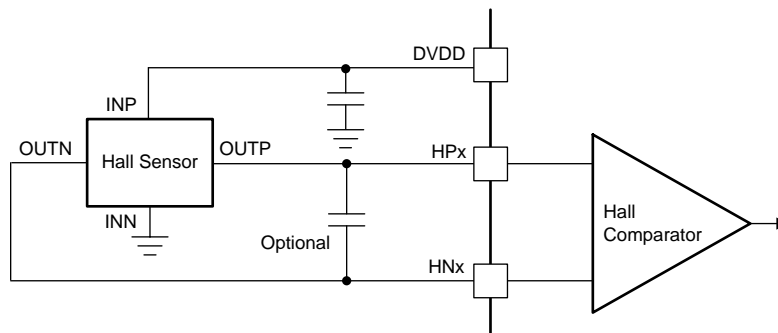 DVDD
INP
OUTN
Hall Sensor
OUTP
HPx
INN
Optional
HNx
Hall
Comparator